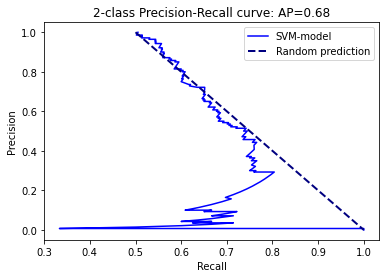 2-class Precision-Recall curve: AP=0.68
SVM-model
Random prediction
Precision
1.0
0.8
0.6
0.4
0.2
0.0
0.3 0.4 0.5 0.6 0.7 0.8 0.9 1.0
Recall